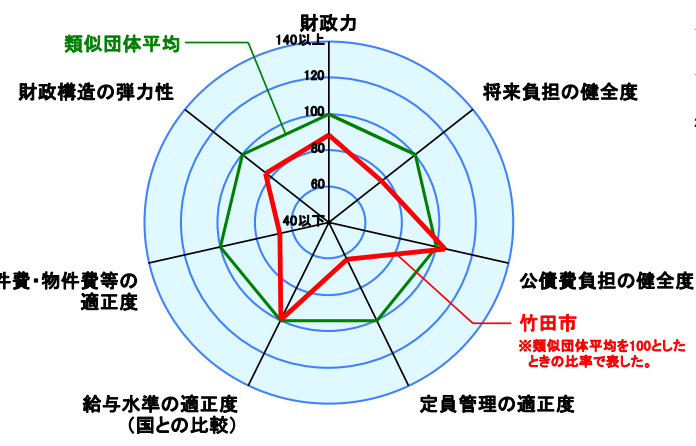 財政力
140以上
類似団体平均
120
財政構造の弾力性
将来負担の健全度
100
80
60
40以下
件費・物件費等の
適正度
公債費負担の健全度
竹田市
※類似団体平均を100とした
ときの比率で表した。
給与水準の適正度
（国との比較）
定員管理の適正度